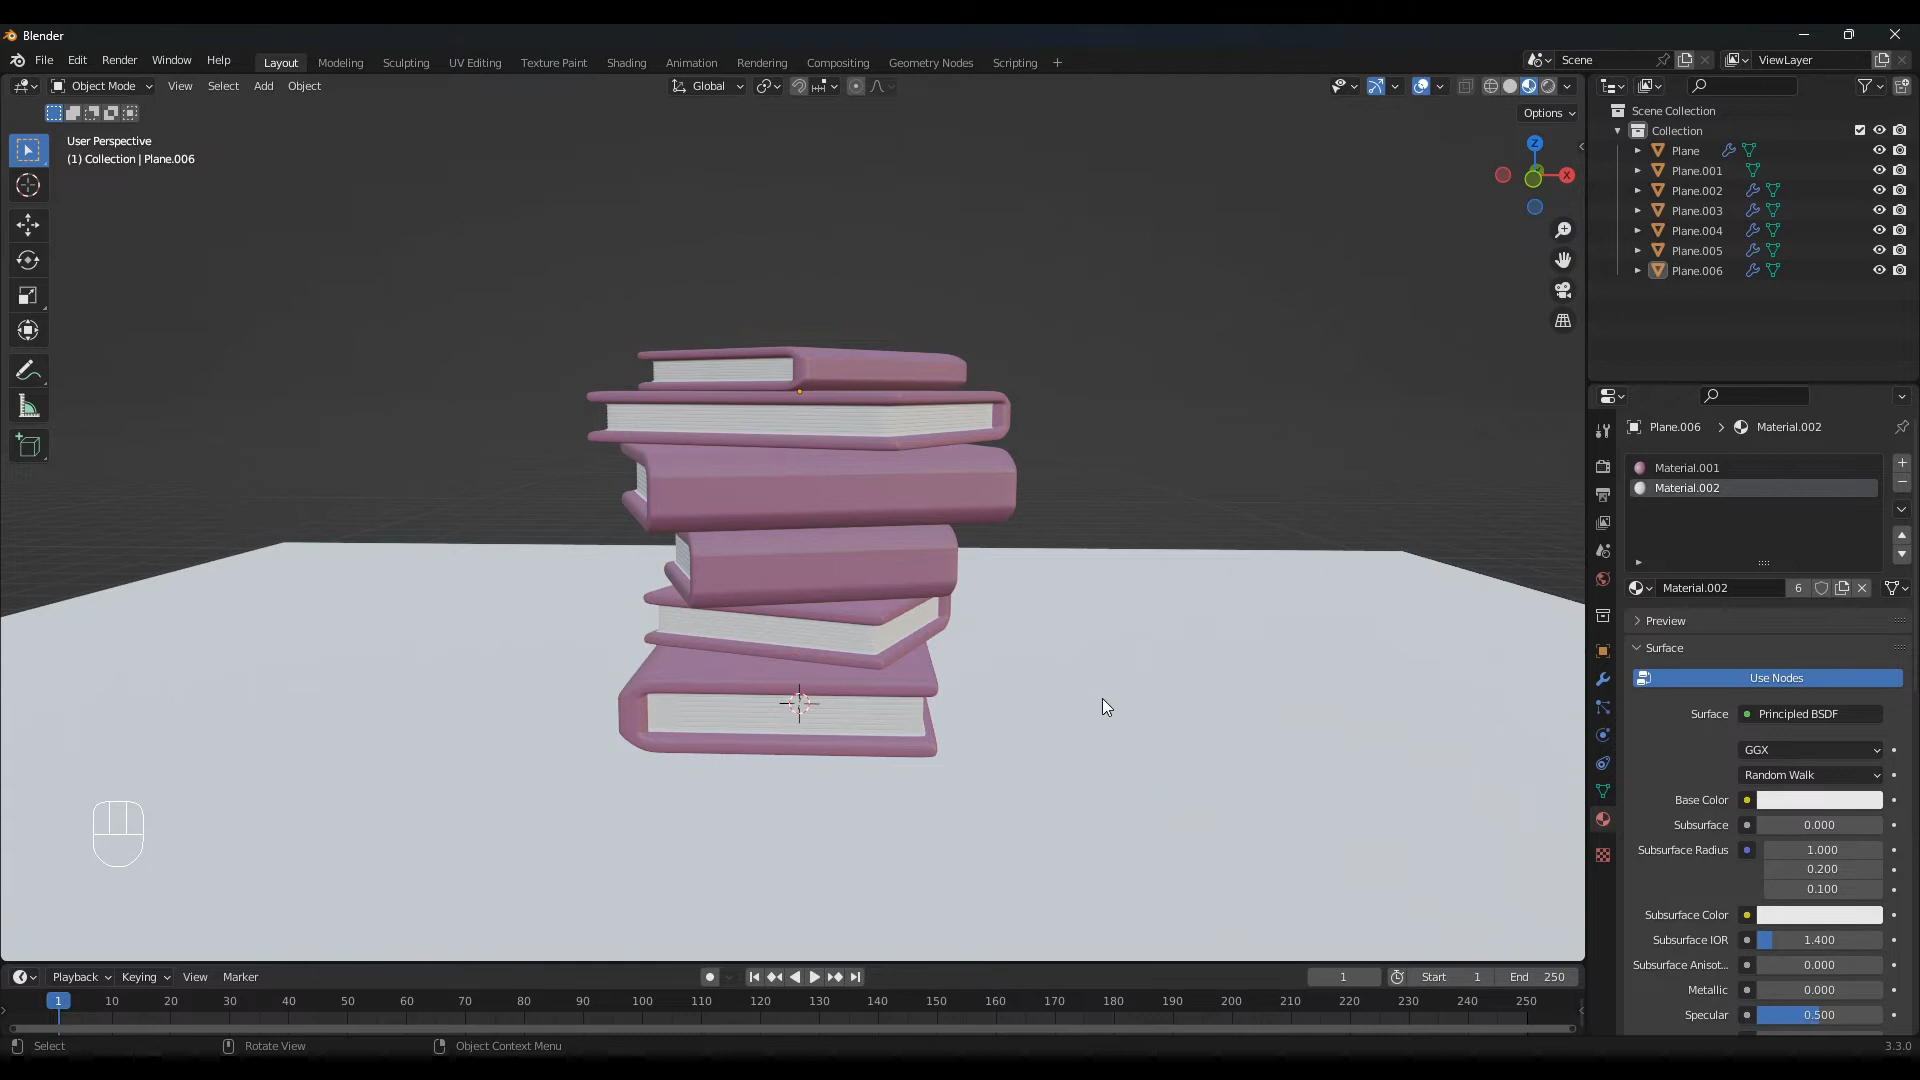 Blender
File Edit Render Window Help Layout Modeling Sculpting UV Editing Texture Paint Shading Animation Rendering Compositing Geometry Nodes Scripting + Scene ViewLayer
Object Mode View Select Add Object Global
Options
User Perspective
(1) Collection | Plane.006
Z
X
Scene Collection
Collection
Plane
Plane.001
Plane.002
Plane.003
Plane.004
Plane.005
Plane.006
Plane.006 > Material.002
Material.001
Material.002
Material.002 6
Preview
Surface
Use Nodes
Surface Principled BSDF
GGX
Random Walk
Base Color
Subsurface 0.000
Subsurface Radius 1.000
0.200
0.100
Subsurface Color
Subsurface IOR 1.400
Subsurface Anisot... 0.000
Metallic 0.000
Specular 0.500
Playback Keying View Marker 1 Start 1 End 250
1 10 20 30 40 50 60 70 80 90 100 110 120 130 140 150 160 170 180 190 200 210 220 230 240 250
Select Rotate View Object Context Menu 3.3.0